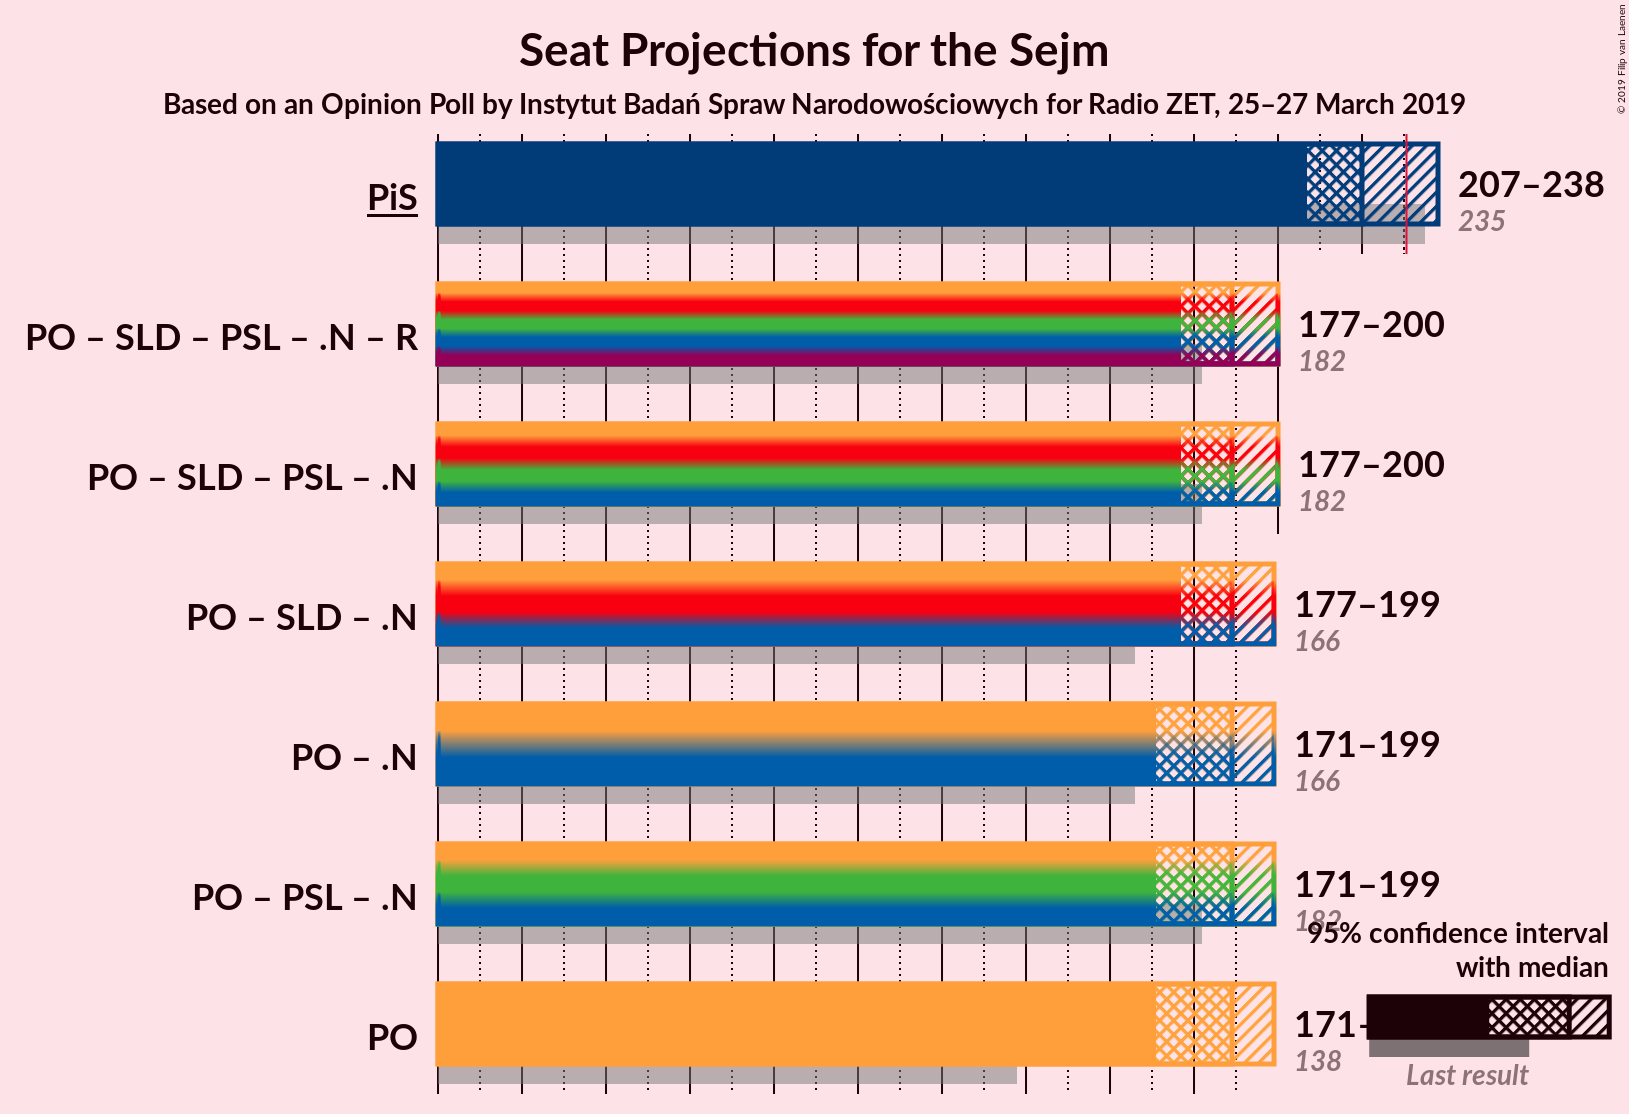 Seat Projections for the Sejm
Based on an Opinion Poll by Instytut Badań Spraw Narodowościowych for Radio ZET, 25–27 March 2019
© 2019 Filip van Laenen
PiS
207–238
235
PO – SLD – PSL – .N – R
177–200
182
PO – SLD – PSL – .N
177–200
182
PO – SLD – .N
177–199
166
PO – .N
171–199
166
PO – PSL – .N
171–199
182
95% confidence interval
with median
PO
171–
138
Last result